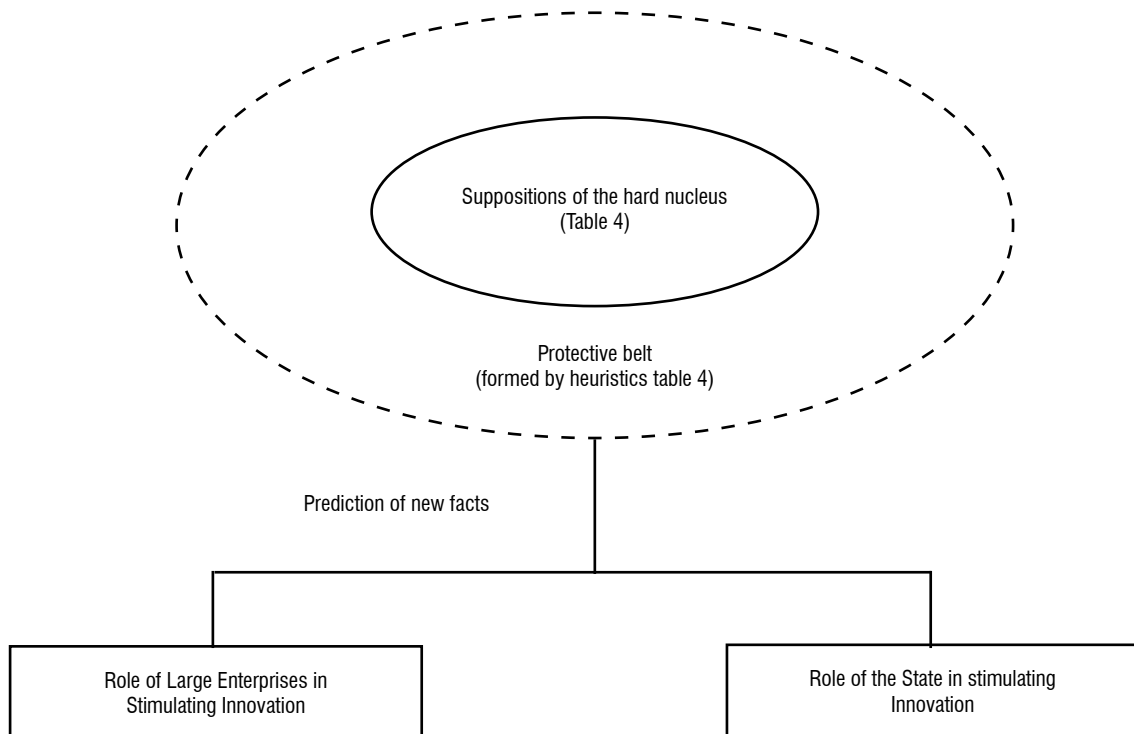 Suppositions of the hard nucleus
(Table 4)
Protective belt
(formed by heuristics table 4)
Prediction of new facts
Role of Large Enterprises in
Stimulating Innovation
Role of the State in stimulating
Innovation